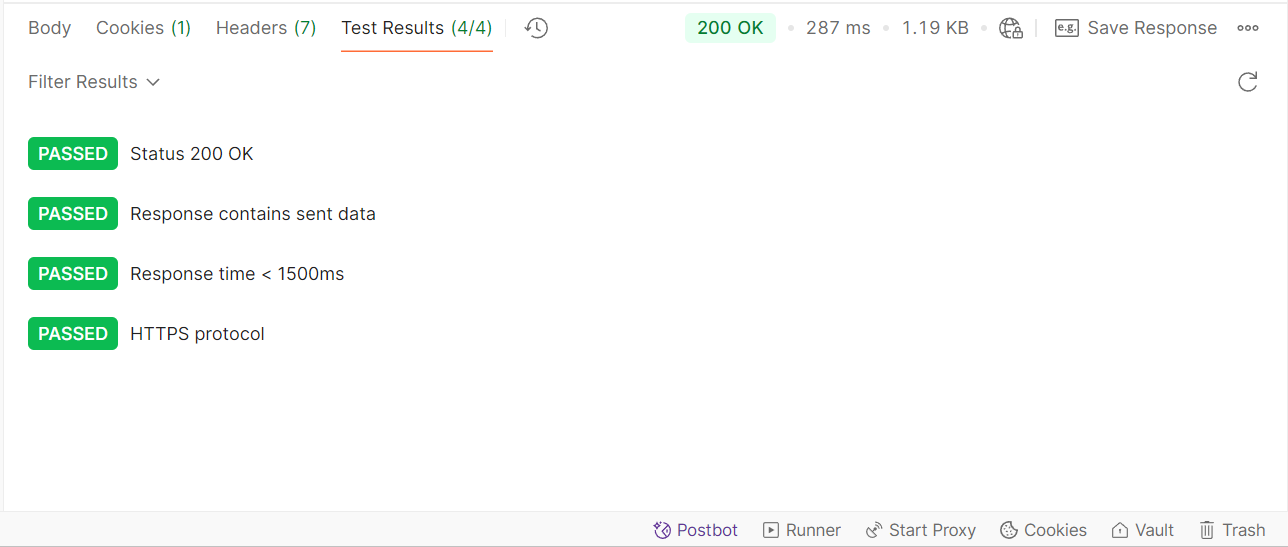 Body Cookies (1) Headers (7) Test Results (4/4) 200 OK 287 ms 1.19 KB e.g. Save Response
Filter Results
PASSED Status 200 OK
PASSED Response contains sent data
PASSED Response time < 1500ms
PASSED HTTPS protocol
Postbot Runner Start Proxy Cookies Vault Trash